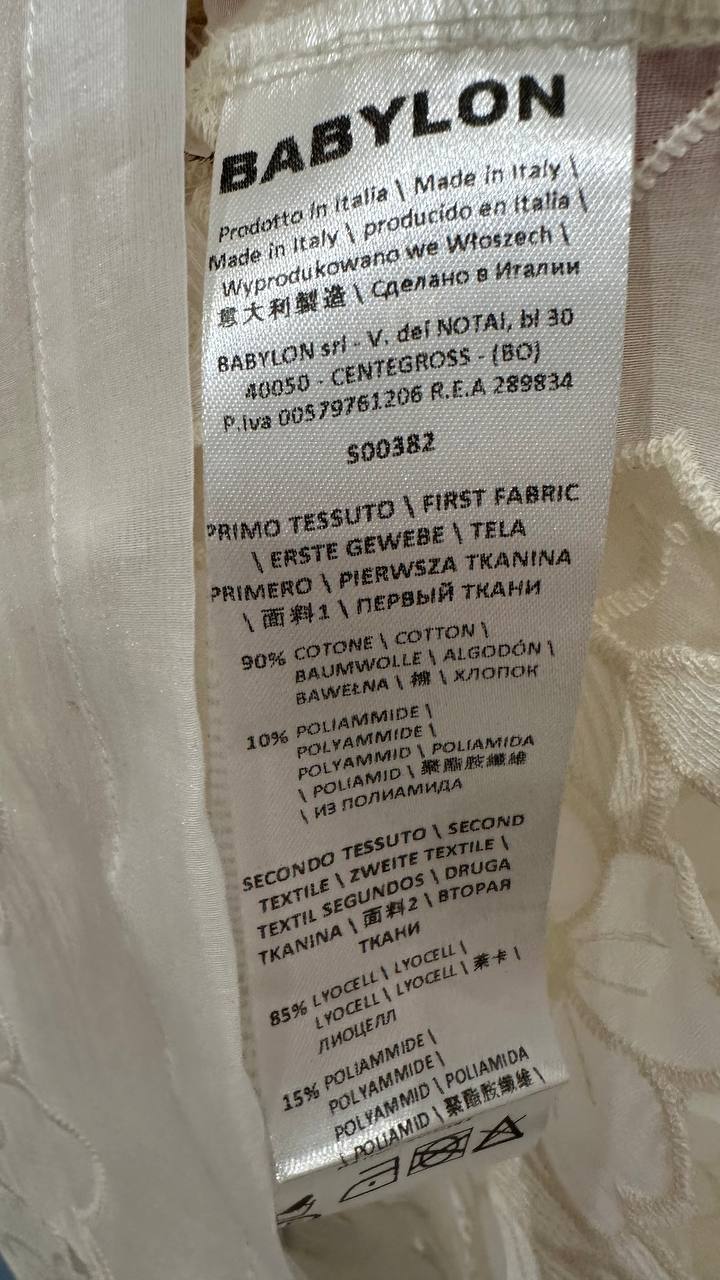 BABYLON
Prodotto in Italia \ Made in Italy \
Made in Italy \ producido en Italia \
Wyprodukowano we Włoszech \
意大利製造 \ Сделано в Италии
BABYLON srl - V. dei NOTAI, bl 30
40050 - CENTEGROSS - (BO)
P.Iva 00579761206 R.E.A 289834
S00382
PRIMO TESSUTO \ FIRST FABRIC
\ ERSTE GEWEBE \ TELA
PRIMERO \ PIERWSZA TKANINA
\ 面料1 \ ПЕРВЫЙ ТКАНИ
90% COTONE \ COTTON \
BAUMWOLLE \ ALGODÓN \
BAWEŁNA \ 棉 \ ХЛОПОК
10% POLIAMMIDE \
POLYAMMIDE \
POLYAMMID \ POLIAMIDA
\ POLIAMID \ 聚酯胺纖維
\ ИЗ ПОЛИАМИДА
SECONDO TESSUTO \ SECOND
TEXTILE \ ZWEITE TEXTILE \
TEXTIL SEGUNDOS \ DRUGA
TKANINA \ 面料2 \ ВТОРАЯ
ТКАНИ
85% LYOCELL \ LYOCELL \
LYOCELL \ LYOCELL \ 莱卡 \
ЛИОЦЕЛЛ
15% POLIAMMIDE \
POLYAMMIDE \
POLYAMMID \ POLIAMIDA
\ POLIAMID \ 聚酯胺纖維 \